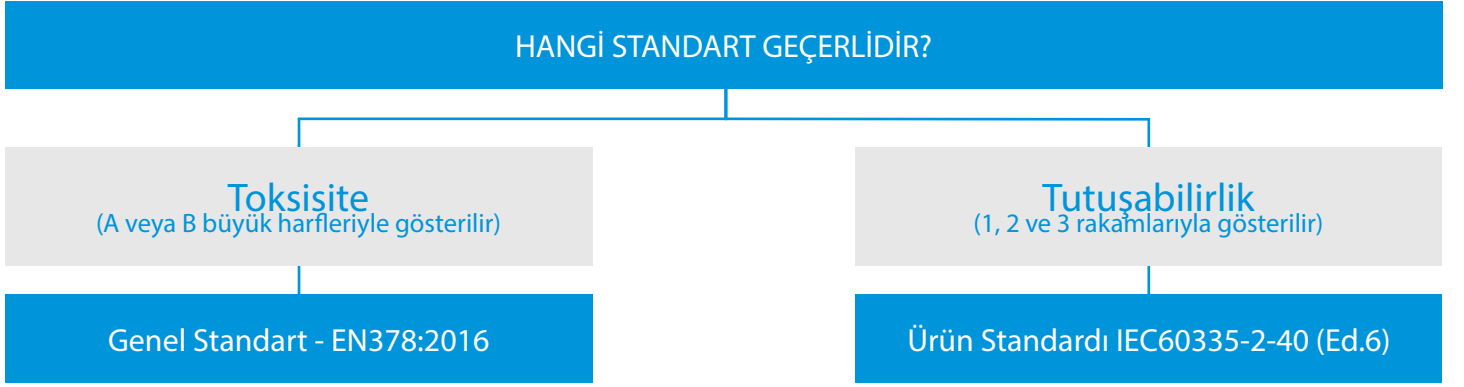 HANGİ STANDART GEÇERLİDİR?
Toksisite
(A veya B büyük harfleriyle gösterilir)
Tutuşabilirlik
(1, 2 ve 3 rakamlarıyla gösterilir)
Genel Standart - EN378:2016
Ürün Standardı IEC60335-2-40 (Ed.6)